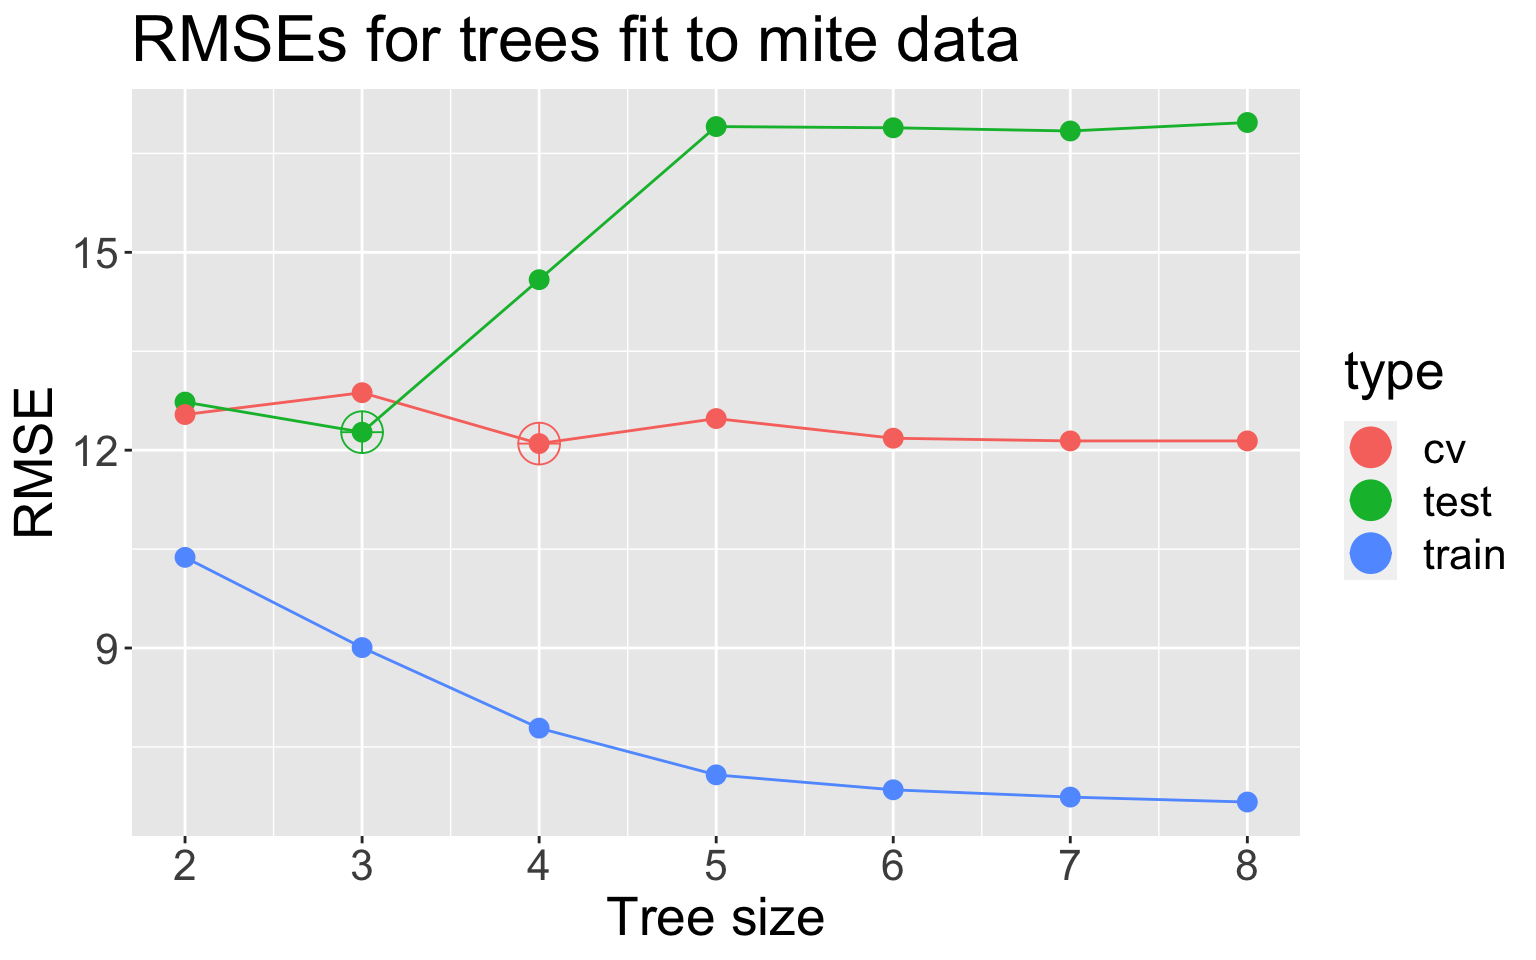 RMSEs for trees fit to mite data
RMSE
15
12
9
2 3 4 5 6 7 8
Tree size
type
cv
test
train